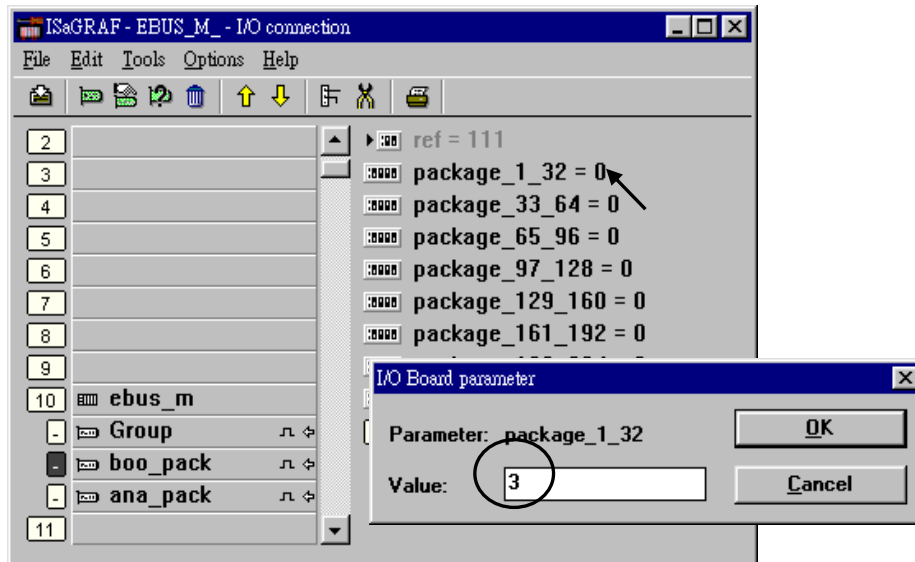 ISaGRAF - EBUS_M_ - I/O connection
File Edit Tools Options Help
2
3
4
5
6
7
8
9
10 ebus_m
- Group
- boo_pack
- ana_pack
11
ref = 111
package_1_32 = 0
package_33_64 = 0
package_65_96 = 0
package_97_128 = 0
package_129_160 = 0
package_161_192 = 0
I/O Board parameter
Parameter: package_1_32
Value: 3
OK
Cancel